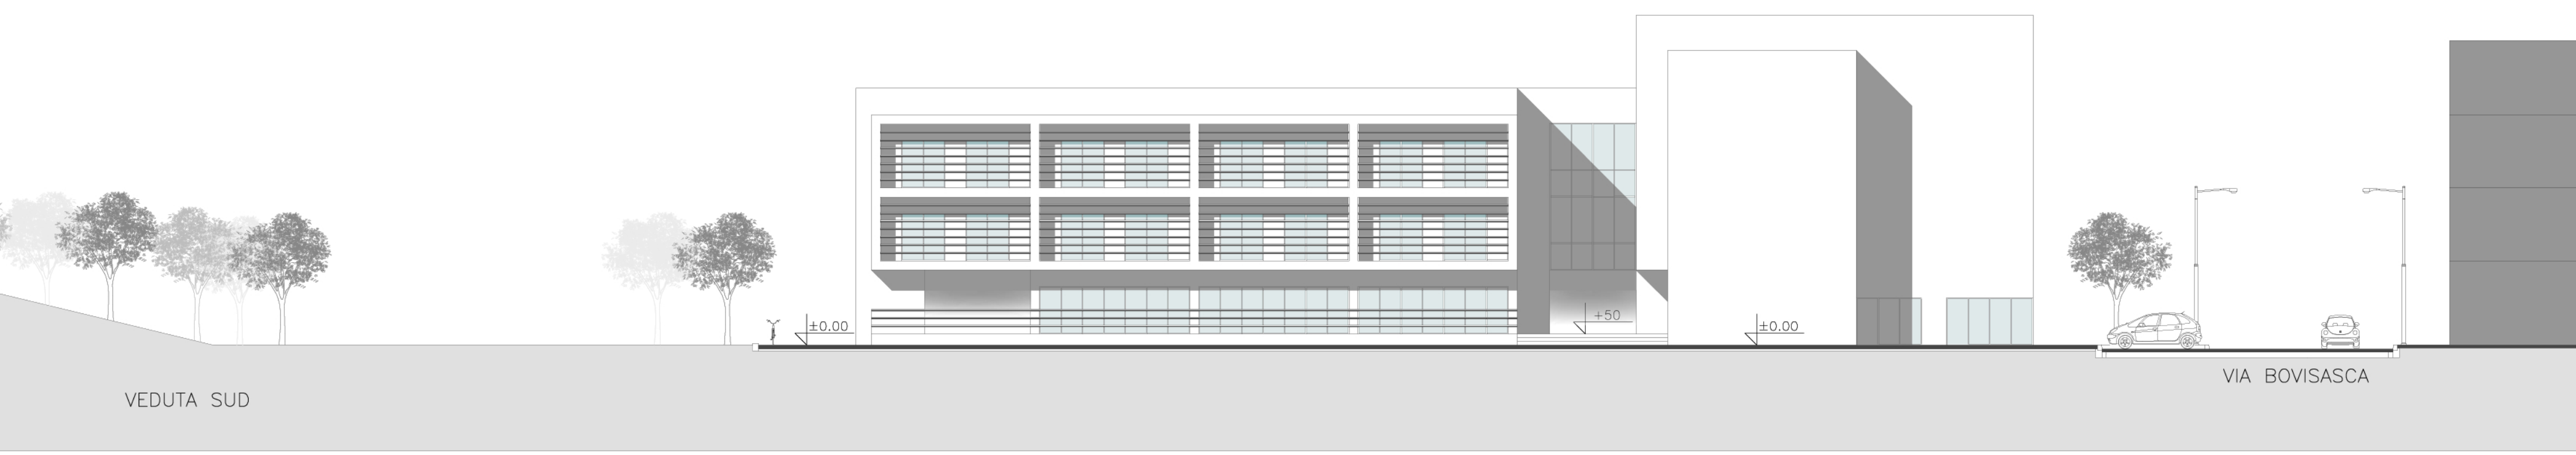 ±0.00
+50
±0.00
VIA BOVISASCA
VEDUTA SUD